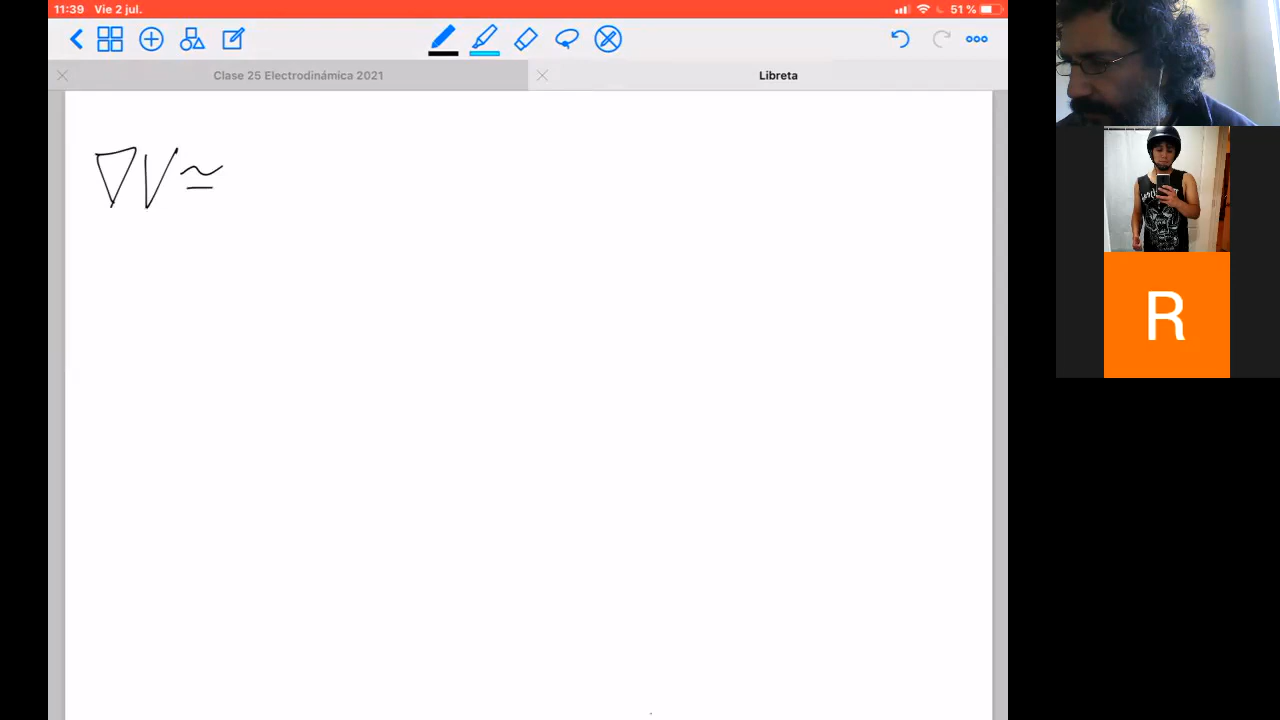 11:39 Vie 2 jul. 51 %
Clase 25 Electrodinámica 2021 Libreta
∇V ≃
R